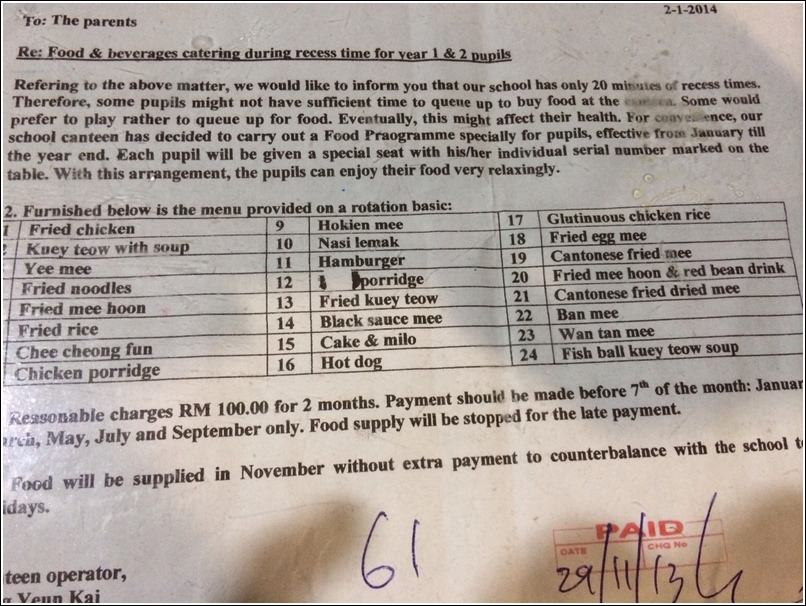 2-1-2014
To: The parents
Re: Food & beverages catering during recess time for year 1 & 2 pupils
Refering to the above matter, we would like to inform you that our school has only 20 minutes of recess times.
Therefore, some pupils might not have sufficient time to queue up to buy food at the Some would
prefer to play rather to queue up for food. Eventually, this might affect their health. For our
school canteen has decided to carry out a Food Praogramme specially for pupils, effective from January till
the year end. Each pupil will be given a special seat with his/her individual serial number marked on the
table. With this arrangement, the pupils can enjoy their food very relaxingly.
2. Furnished below is the menu provided on a rotation basic:
1 Fried chicken 9 Hokien mee 17 Glutinuous chicken rice
Kuey teow with soup 10 Nasi lemak 18 Fried egg mee
Yee mee 11 Hamburger 19 Cantonese fried mee
Fried noodles 12 porridge 20 Fried mee hoon & red bean drink
Fried mee hoon 13 Fried kuey teow 21 Cantonese fried dried mee
Fried rice 14 Black sauce mee 22 Ban mee
Chee cheong fun 15 Cake & milo 23 Wan tan mee
Chicken porridge 16 Hot dog 24 Fish ball kuey teow soup
Reasonable charges RM 100.00 for 2 months. Payment should be made before 7th of the month: Januar
arch, May, July and September only. Food supply will be stopped for the late payment.
Food will be supplied in November without extra payment to counterbalance with the school
idays.
61
PAID
DATE CHQ No
29/11/13
teen operator,
Yeun Kai